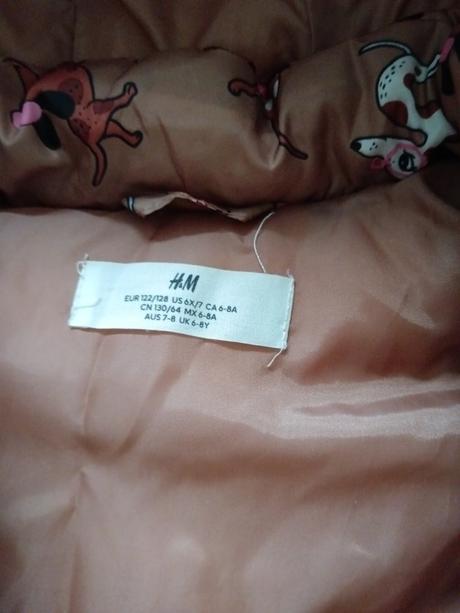 H&M
EUR 122/128 US 6X/7 CA 6-8A
CN 130/64 MX 6-8A
AUS 7-8 UK 6-8Y